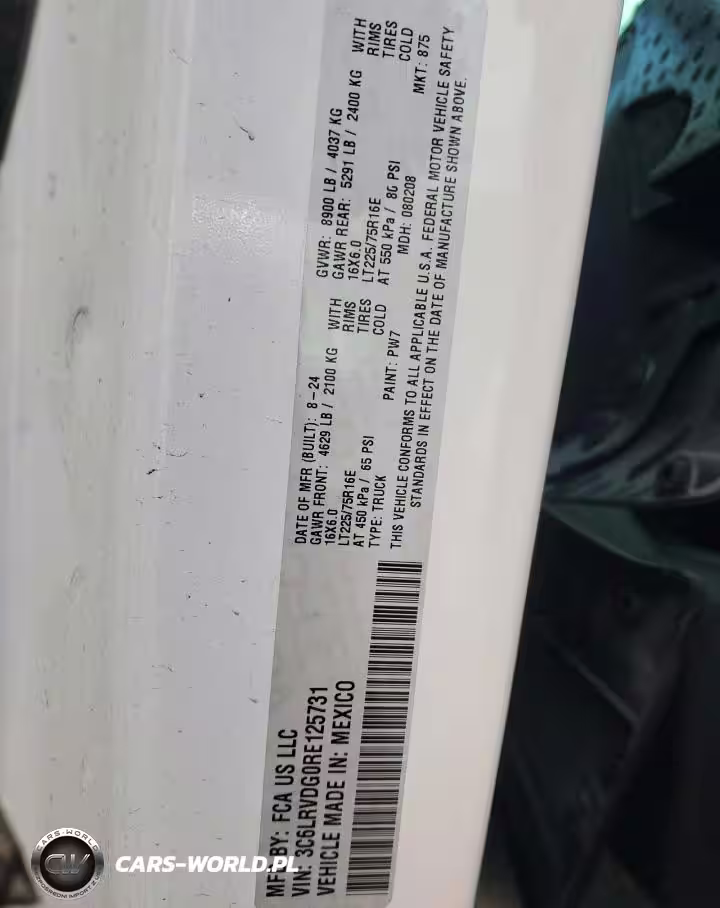 MFD BY: FCA US LLC
VIN: 3C6LRVDG0RE125731
VEHICLE MADE IN: MEXICO
DATE OF MFR (BUILT): 8-24
GAWR FRONT: 4629 LB / 2100 KG WITH
16X6.0 RIMS
LT225/75R16E TIRES
AT 450 kPa / 65 PSI COLD
TYPE: TRUCK PAINT: PW7
GVWR: 8900 LB / 4037 KG
GAWR REAR: 5291 LB / 2400 KG WITH
16X6.0 RIMS
LT225/75R16E TIRES
AT 550 kPa / 80 PSI COLD
MDH: 080208 MKT: 875
THIS VEHICLE CONFORMS TO ALL APPLICABLE U.S.A. FEDERAL MOTOR VEHICLE SAFETY
STANDARDS IN EFFECT ON THE DATE OF MANUFACTURE SHOWN ABOVE.
CARS-WORLD
CW
CARS-WORLD.PL